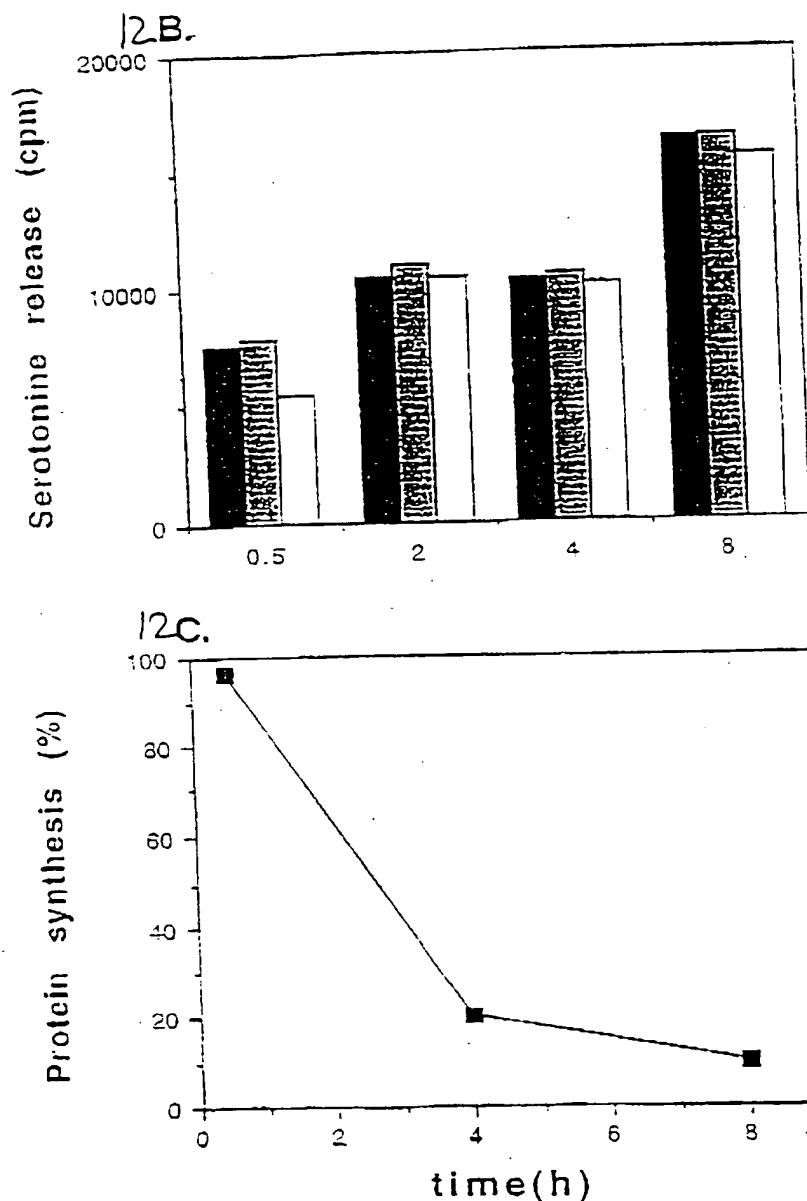 12B.
Serotonine release (cpm)
20000
10000
0
0.5 2 4 8
12C.
Protein synthesis (%)
100
80
60
40
20
0
0 2 4 6 8
time(h)